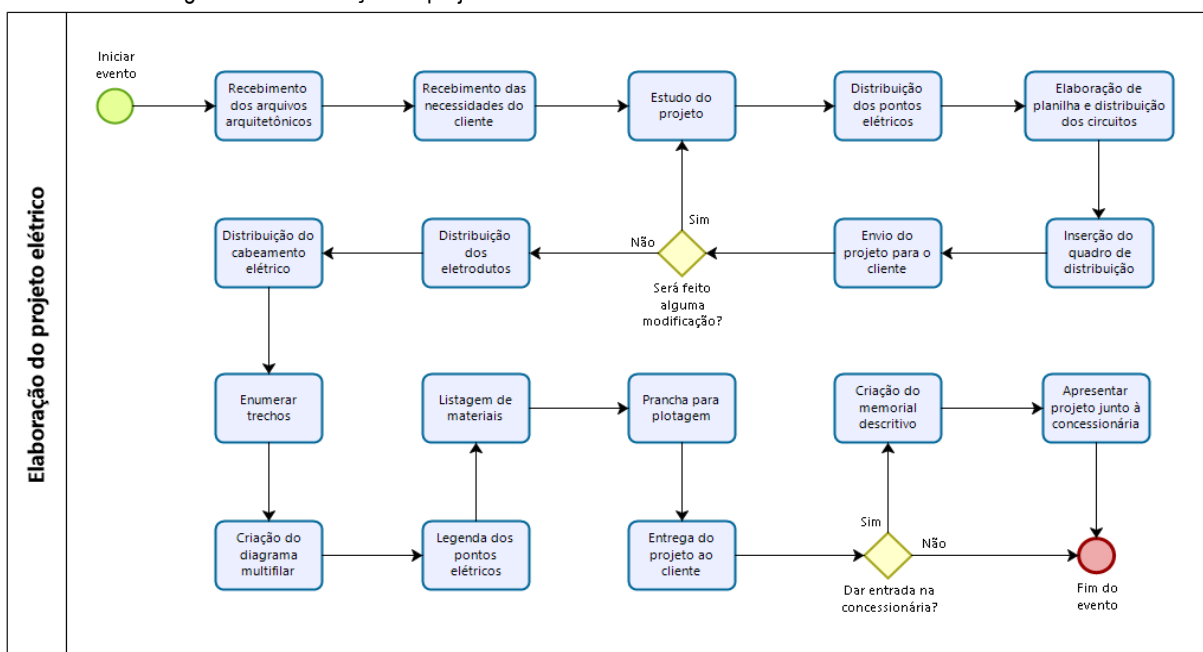 Elaboração do projeto elétrico
Iniciar
evento
Recebimento
dos arquivos
arquitetônicos
Recebimento das
necessidades do
cliente
Estudo do
projeto
Distribuição
dos pontos
elétricos
Elaboração de
planilha e distribuição
dos circuitos
Inserção do
quadro de
distribuição
Envio do
projeto para o
cliente
Será feito
alguma
modificação?
Sim
Não
Distribuição
dos
eletrodutos
Distribuição do
cabeamento
elétrico
Enumerar
trechos
Criação do
diagrama
multifilar
Legenda dos
pontos
elétricos
Listagem de
materiais
Prancha para
plotagem
Entrega do
projeto ao
cliente
Dar entrada na
concessionária?
Sim
Não
Criação do
memorial
descritivo
Apresentar
projeto junto à
concessionária
Fim do
evento